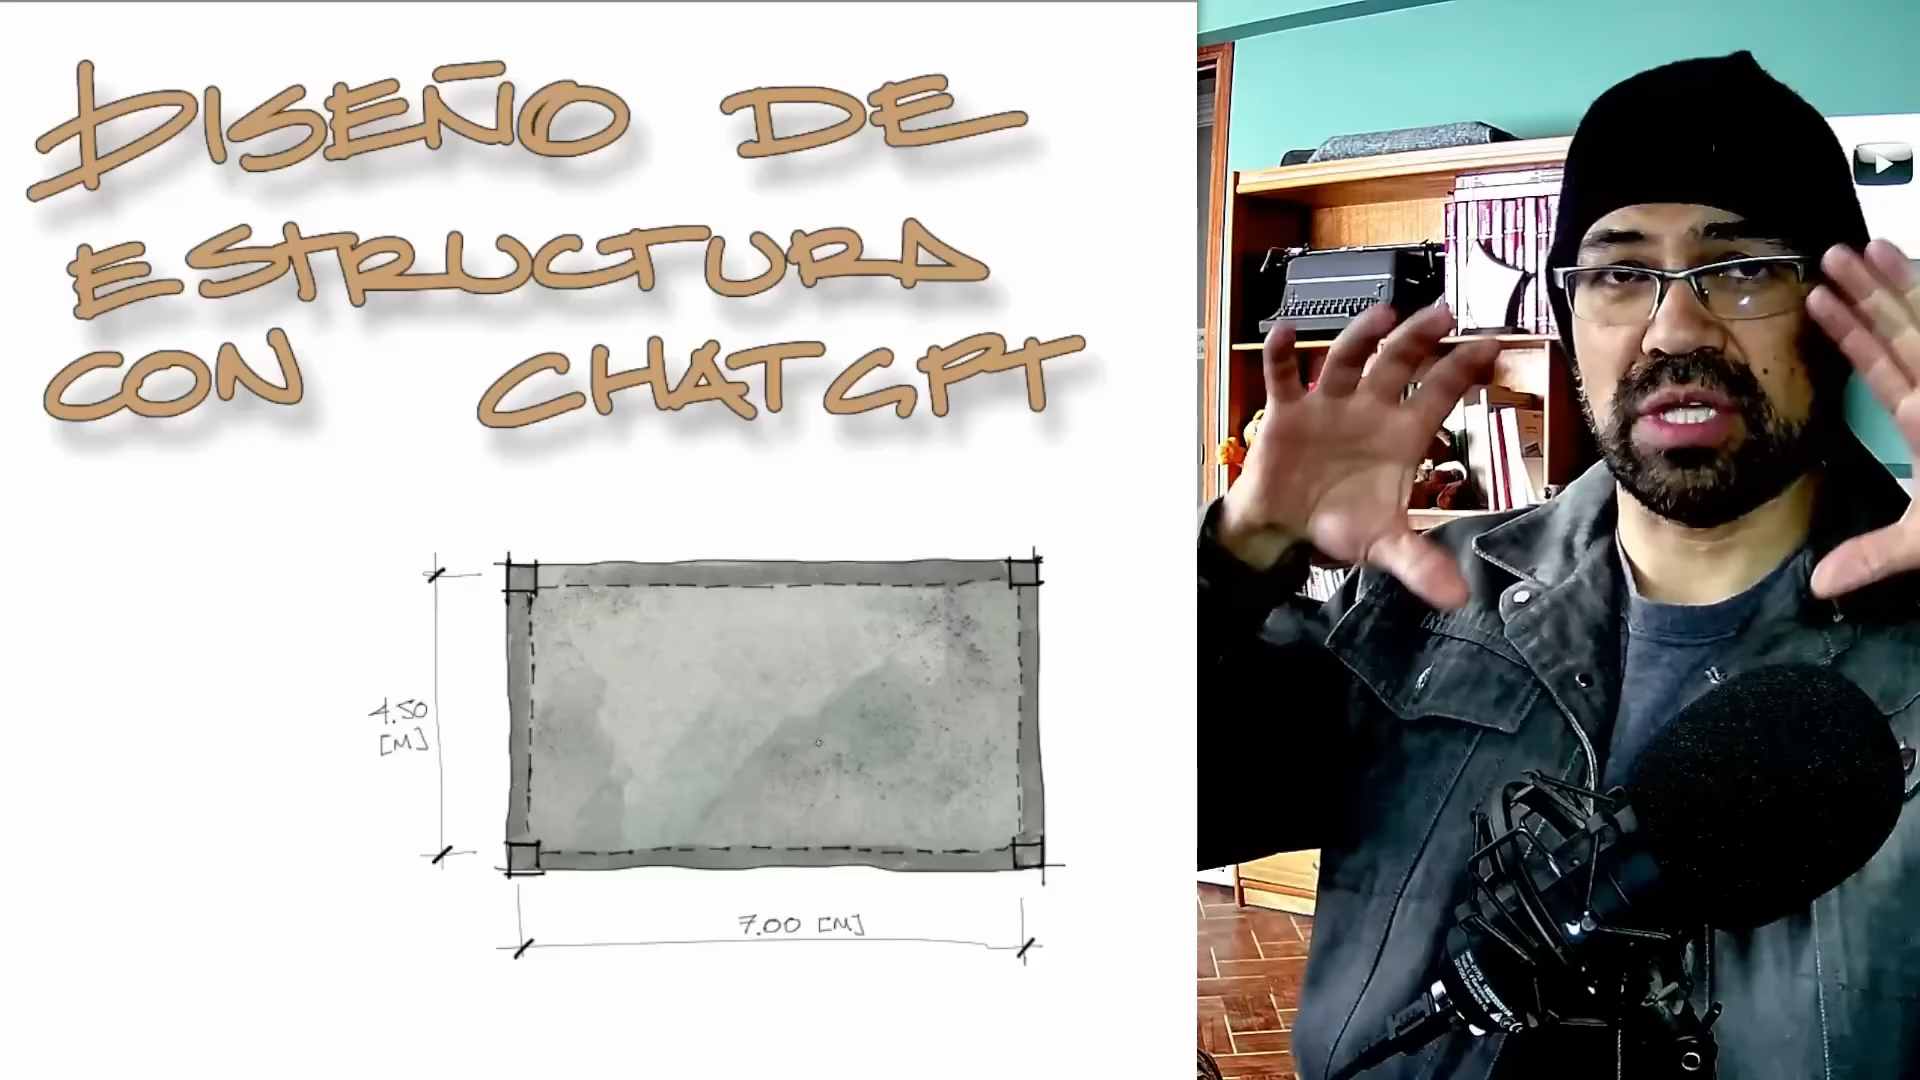 DISEÑO DE
ESTRUCTURA
CON CHATGPT
4.50
[M]
7.00 [M]